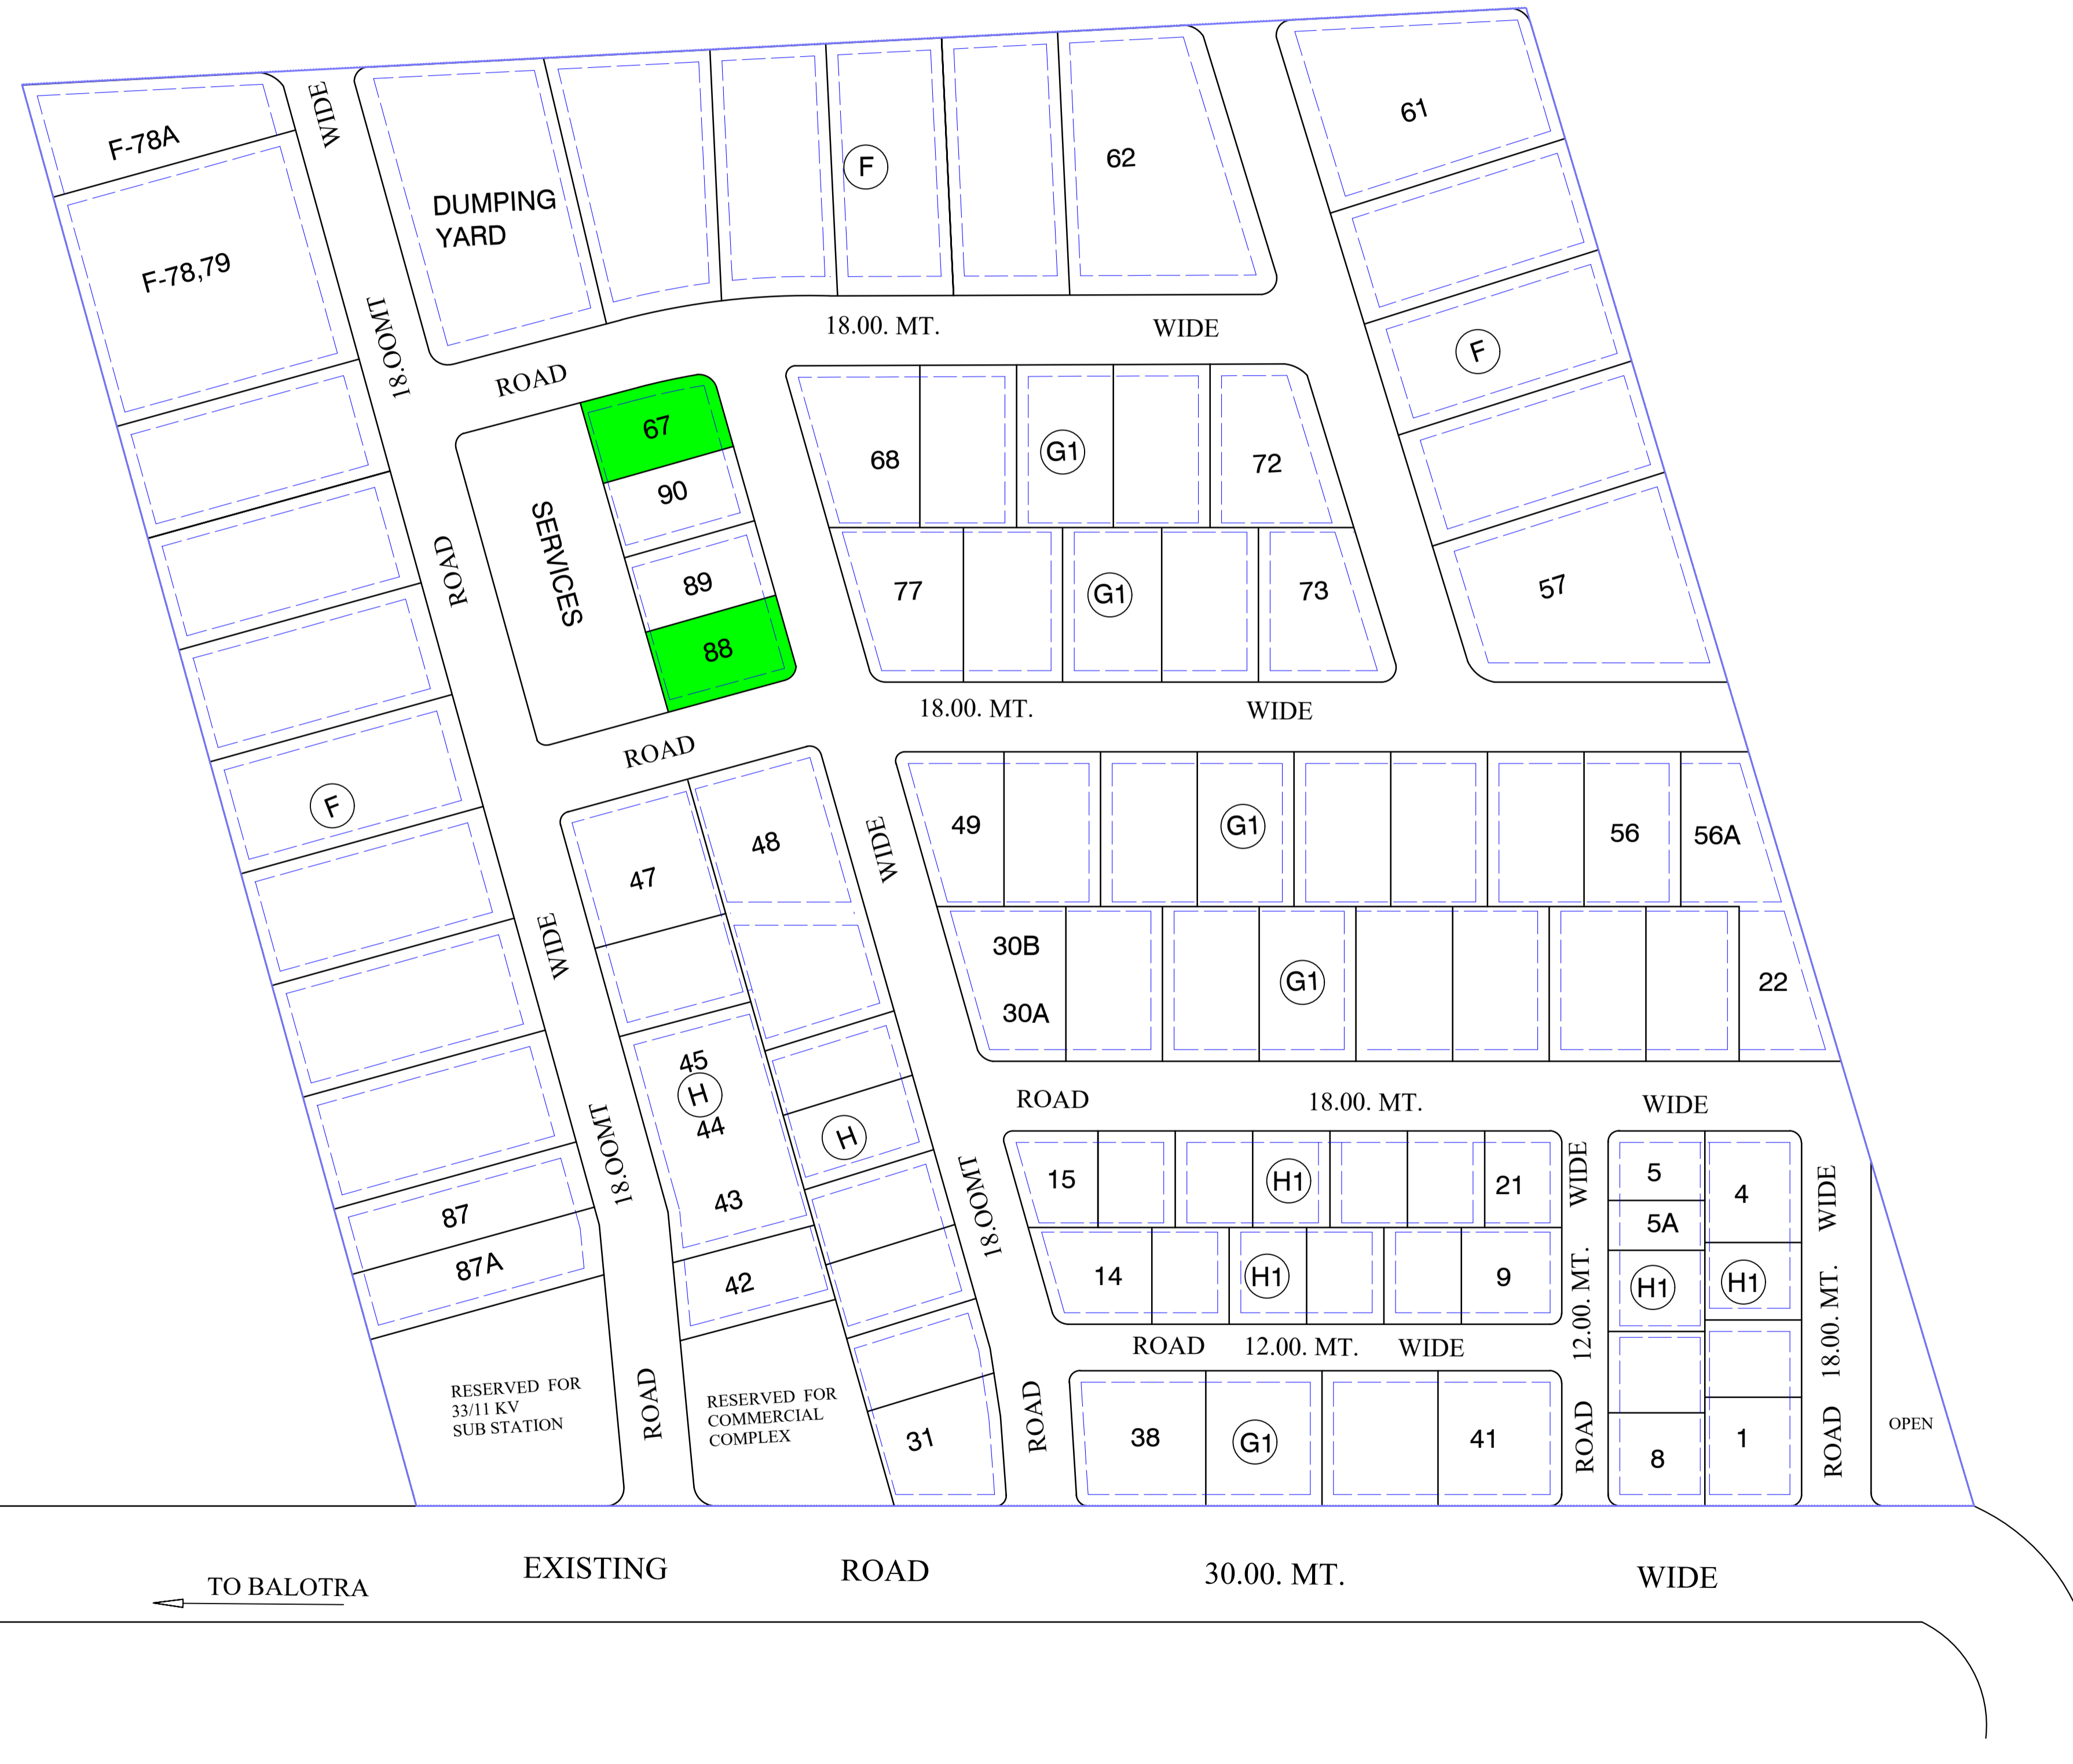 F-78A
WIDE
DUMPING
YARD
F
62
61
F-78,79
18.OOMT
18.00. MT.
WIDE
ROAD
F
67
90
89
88
SERVICES
68
G1
72
77
G1
73
57
ROAD
18.00. MT.
WIDE
ROAD
F
47
48
WIDE
49
G1
56
56A
30B
30A
G1
22
WIDE
45
H
44
43
H
18.OOMT
ROAD
18.00. MT.
WIDE
15
H1
21
WIDE
5
4
5A
WIDE
87
87A
42
18.OOMT
14
H1
9
12.00. MT.
H1
H1
18.00. MT.
ROAD
12.00. MT.
WIDE
RESERVED FOR
33/11 KV
SUB STATION
ROAD
RESERVED FOR
COMMERCIAL
COMPLEX
31
ROAD
38
G1
41
ROAD
8
1
ROAD
OPEN
EXISTING
ROAD
30.00. MT.
WIDE
TO BALOTRA